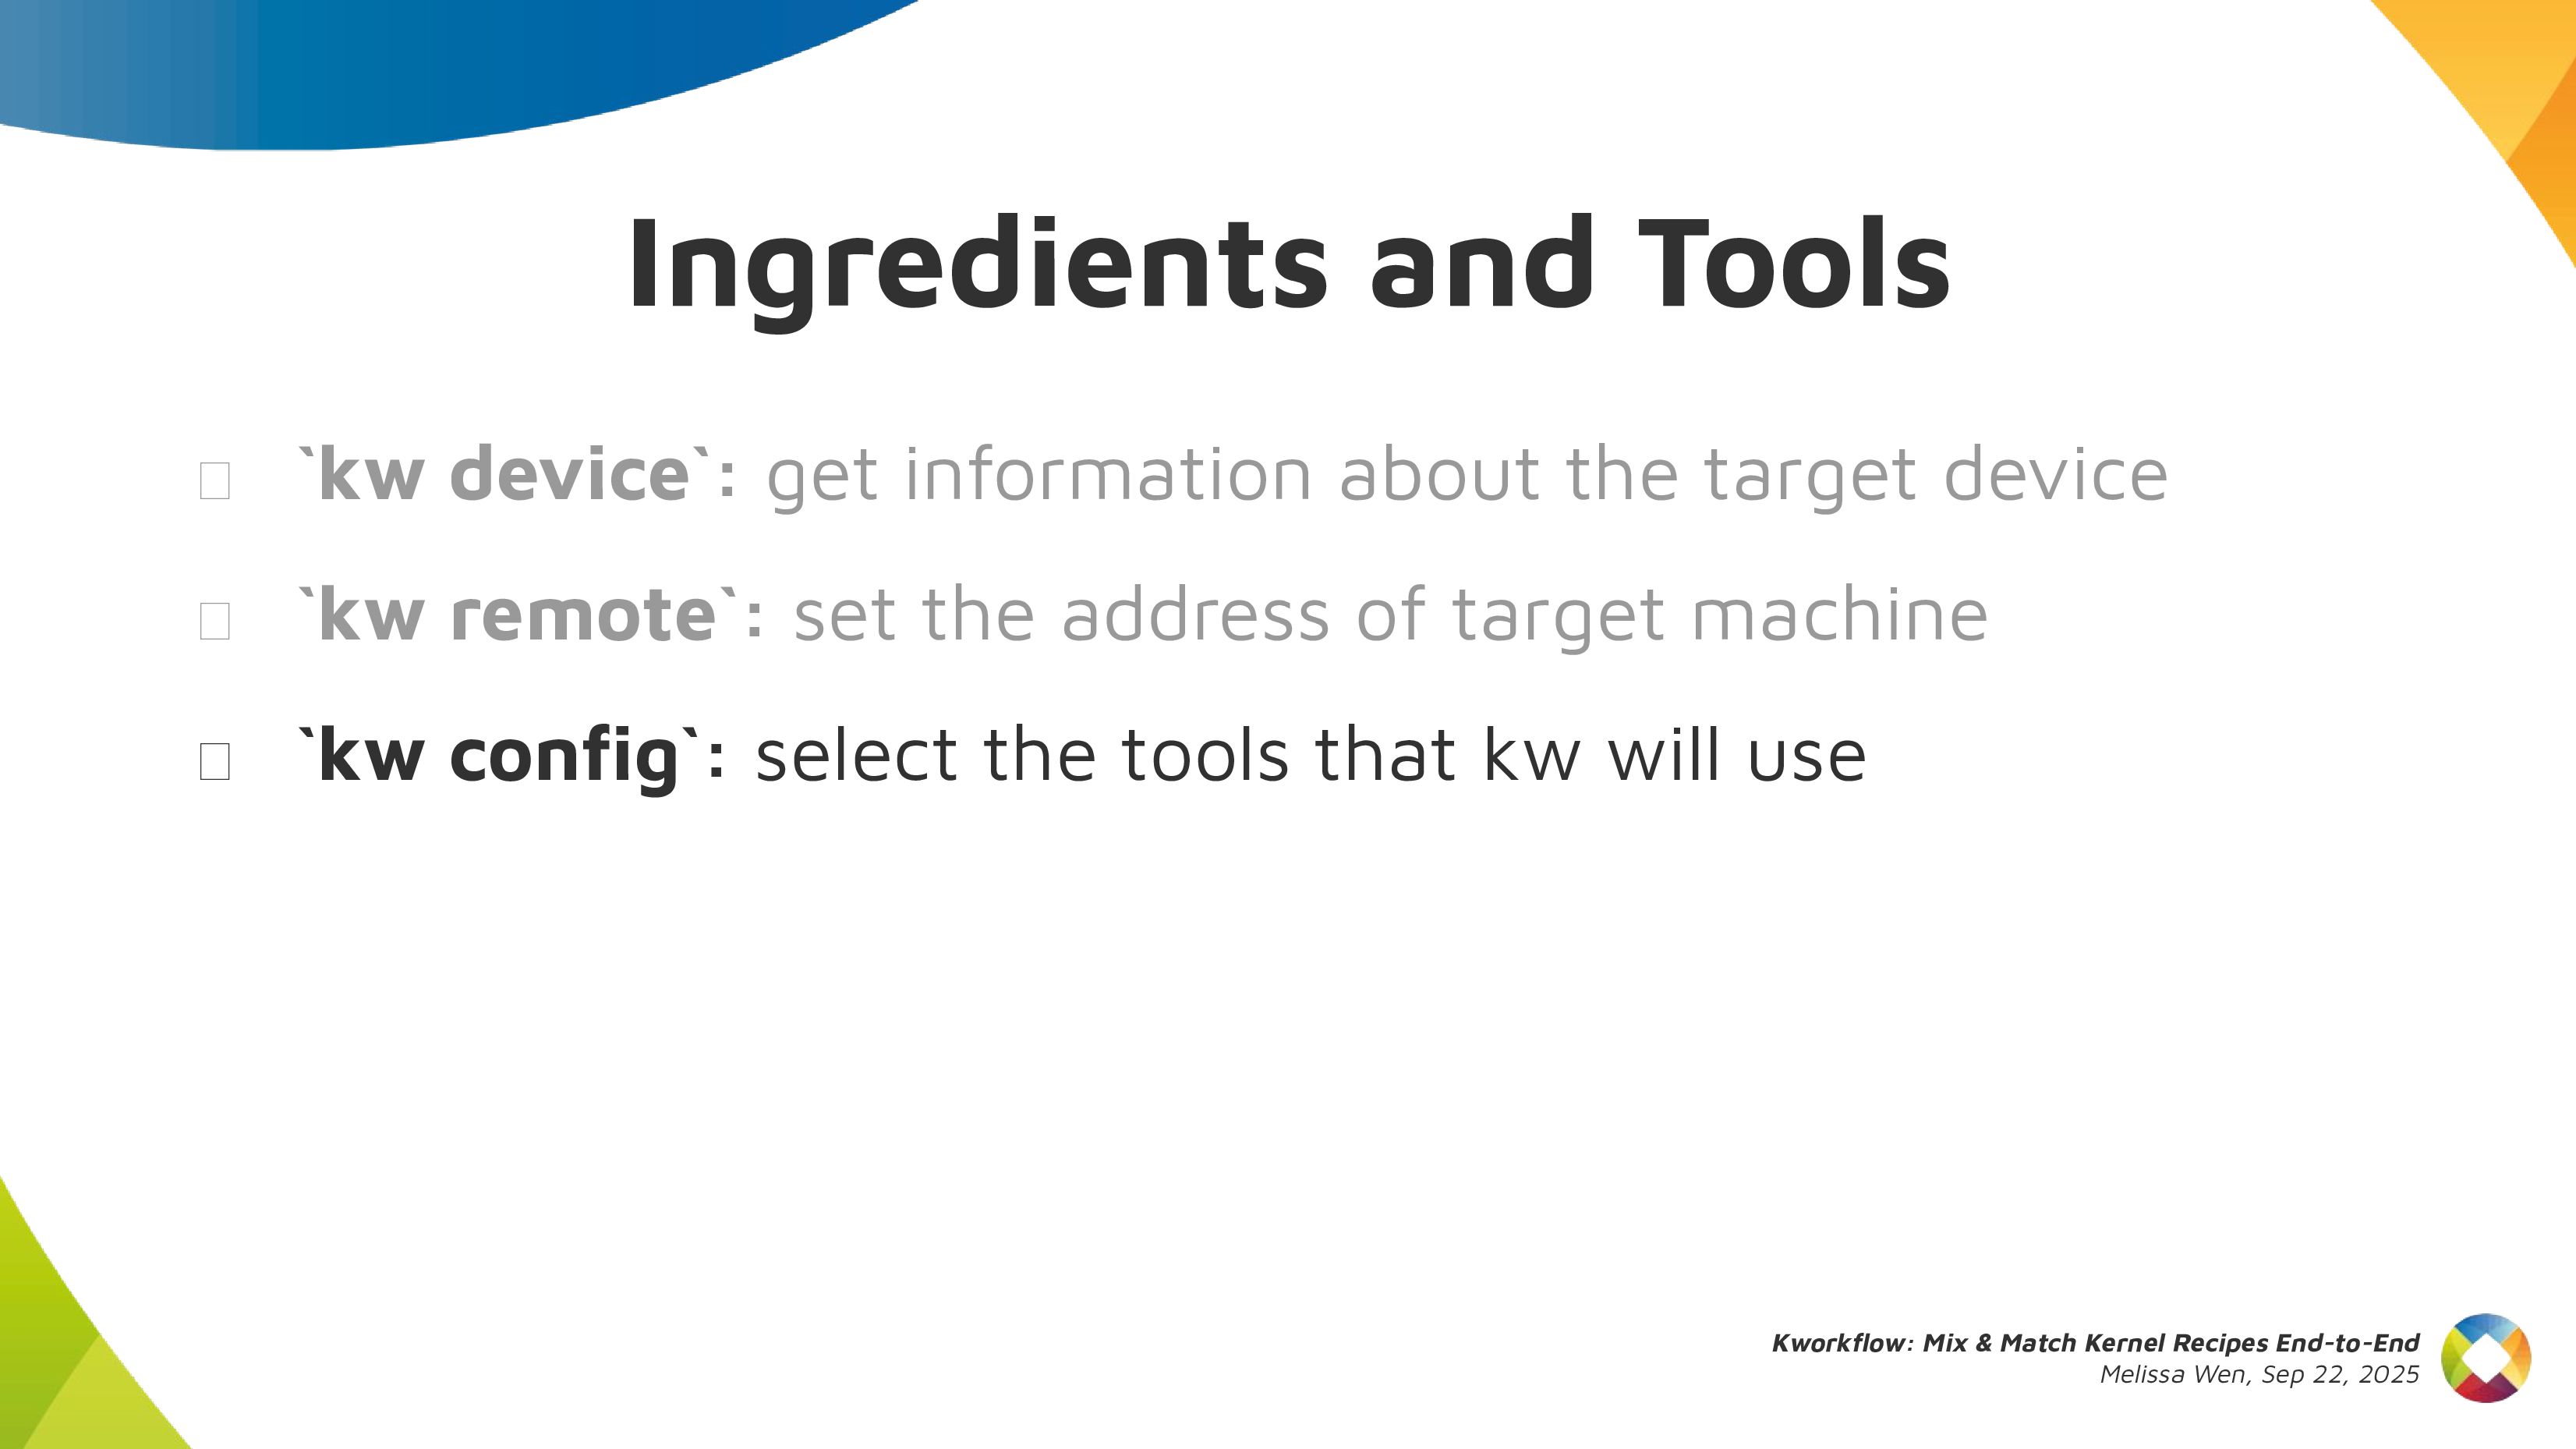 Ingredients and Tools
`kw device`: get information about the target device
`kw remote`: set the address of target machine
`kw config`: select the tools that kw will use
Kworkflow: Mix & Match Kernel Recipes End-to-End
Melissa Wen, Sep 22, 2025